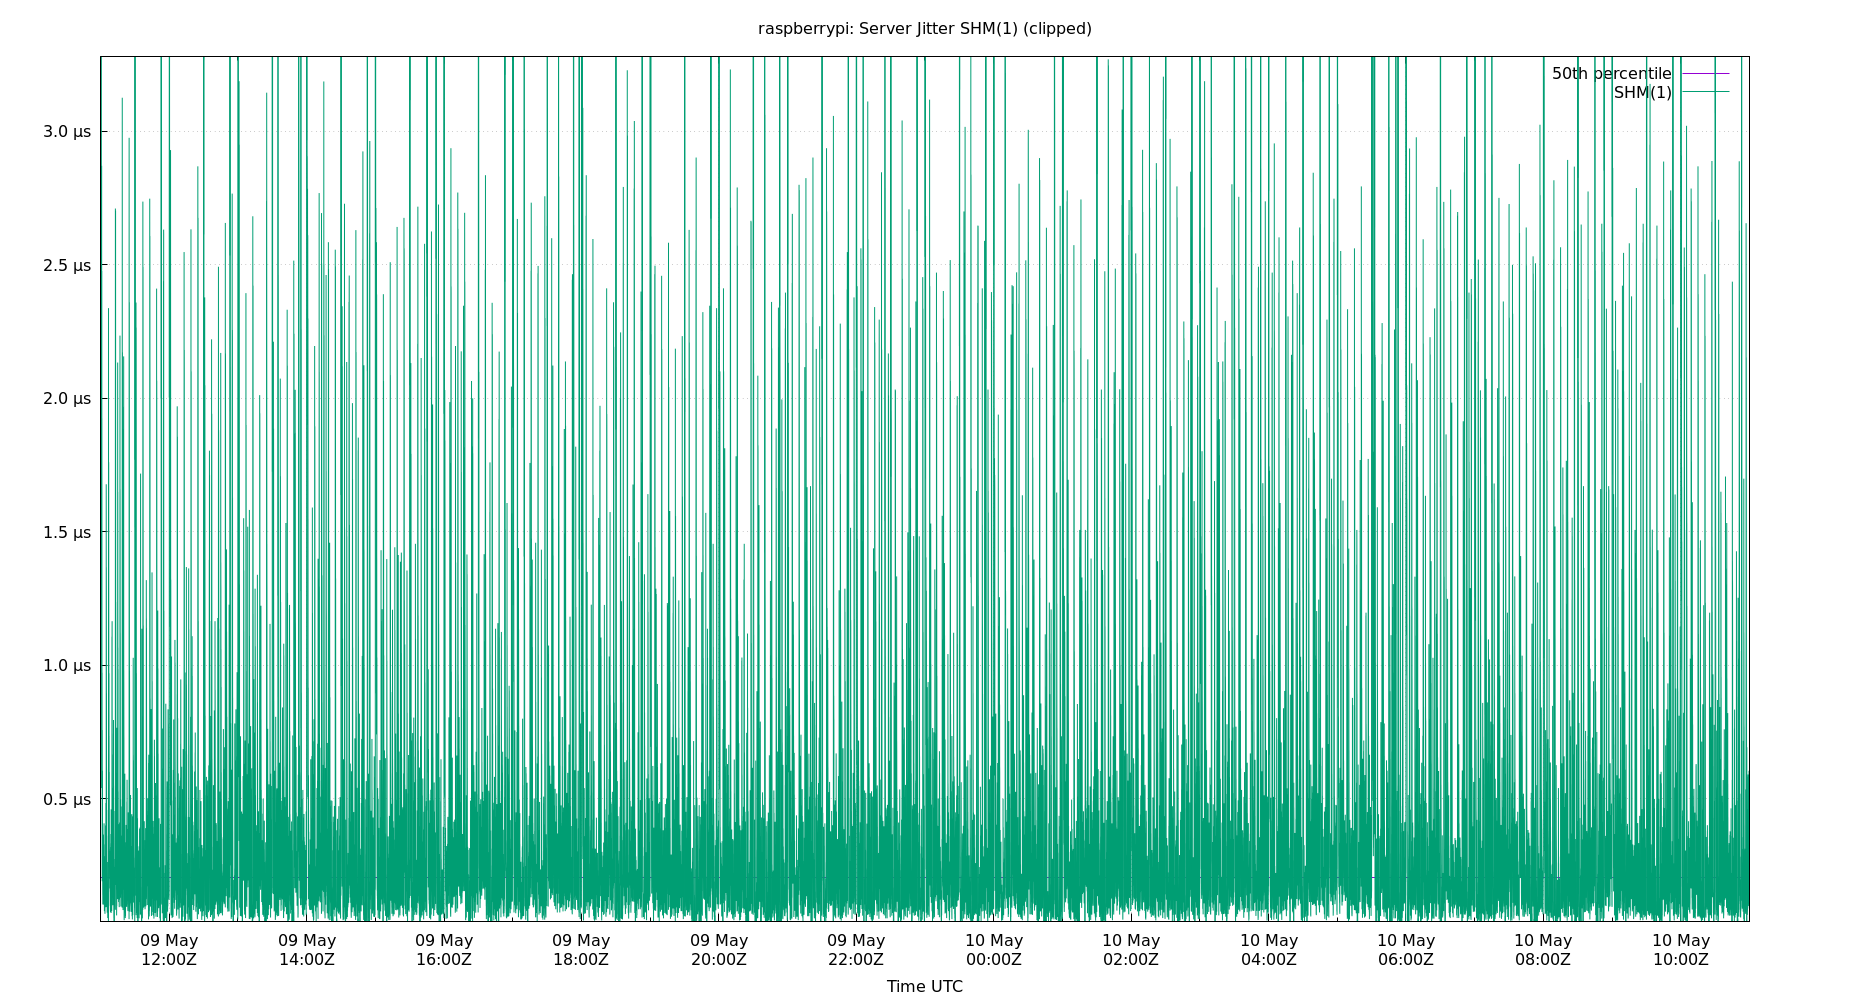 raspberrypi: Server Jitter SHM(1) (clipped)
50th percentile
SHM(1)
3.0 µs
2.5 µs
2.0 µs
1.5 µs
1.0 µs
0.5 µs
09 May 09 May 09 May 09 May 09 May 09 May 10 May 10 May 10 May 10 May 10 May 10 May
12:00Z 14:00Z 16:00Z 18:00Z 20:00Z 22:00Z 00:00Z 02:00Z 04:00Z 06:00Z 08:00Z 10:00Z
Time UTC